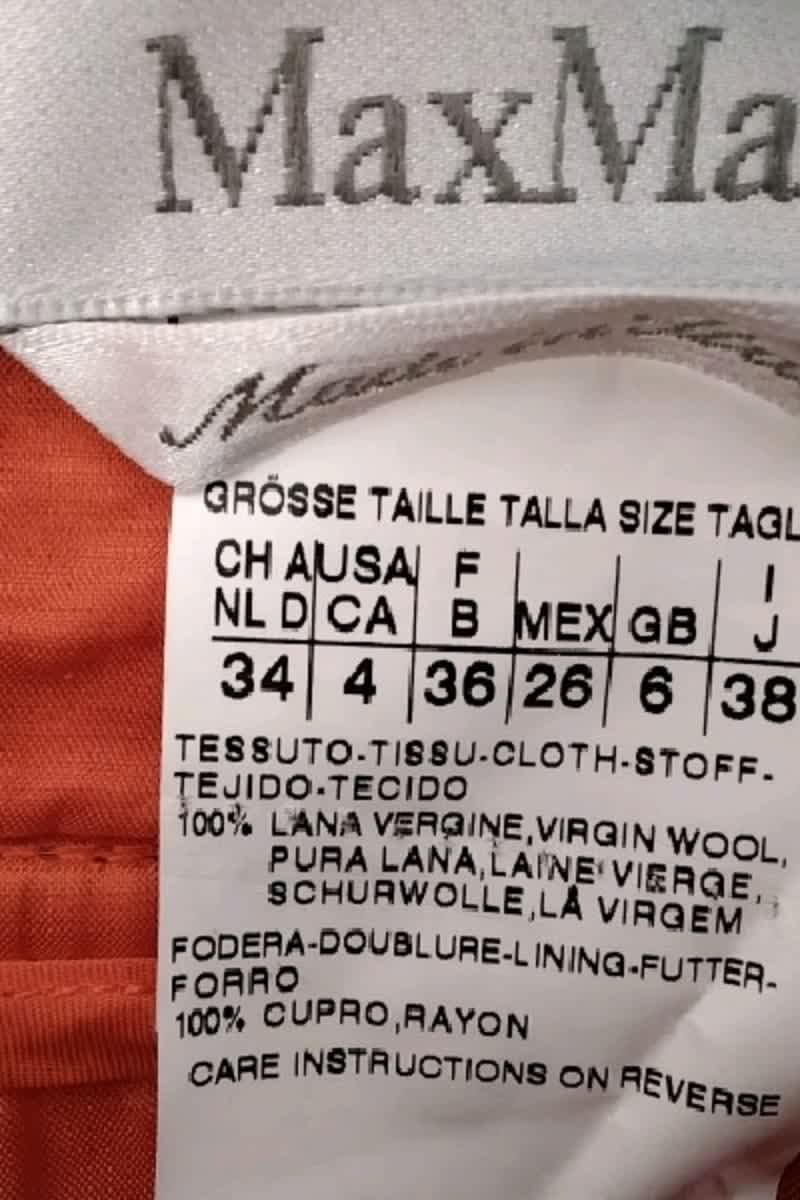 MaxMa
Made in
GRÖSSE TAILLE TALLA SIZE TAGL
CH A USA F I
NL D CA B MEX GB J
34 4 36 26 6 38
TESSUTO-TISSU-CLOTH-STOFF-
TEJIDO-TECIDO
100% LANA VERGINE,VIRGIN WOOL,
PURA LANA,LAINE VIERGE,
SCHURWOLLE,LÃ VIRGEM
FODERA-DOUBLURE-LINING-FUTTER-
FORRO
100% CUPRO,RAYON
CARE INSTRUCTIONS ON REVERSE